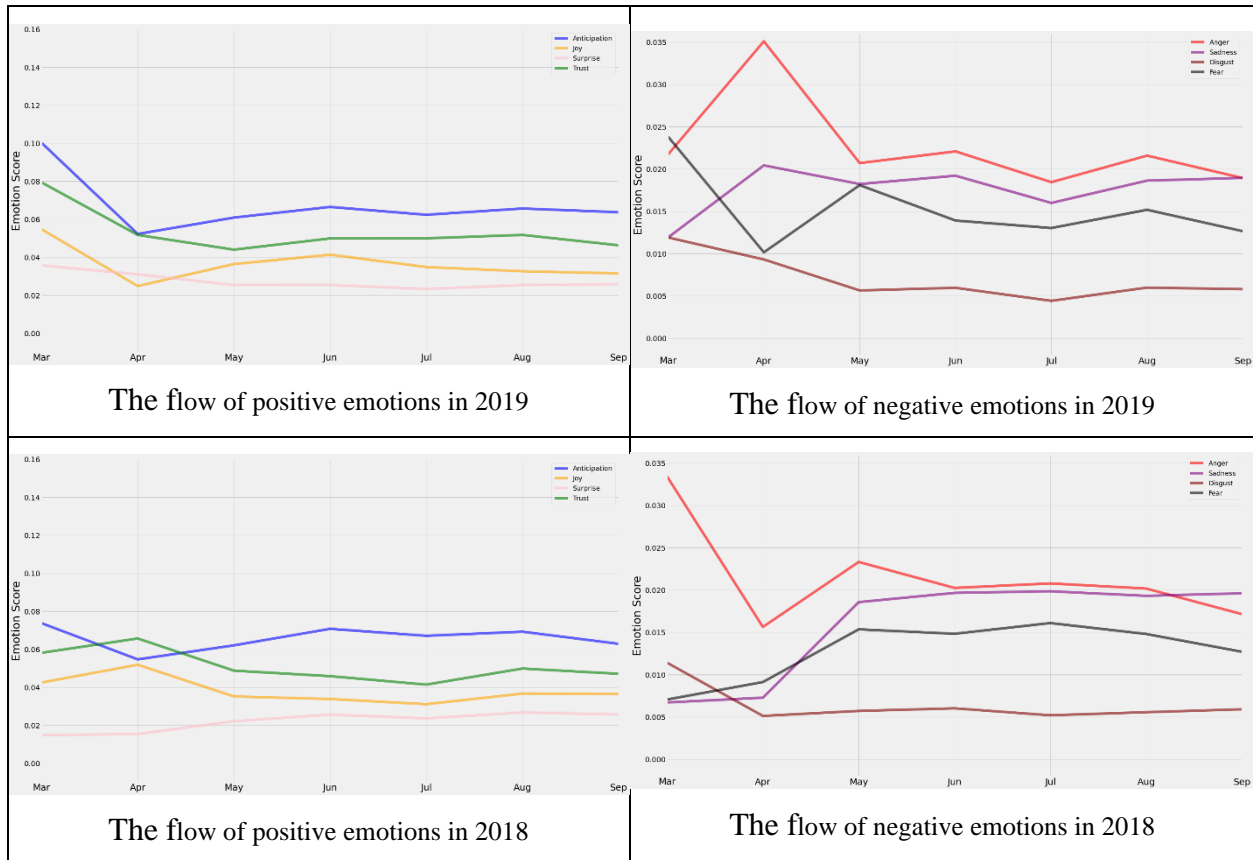 0.16
0.14
0.12
0.10
0.08
0.06
0.04
0.02
0.00
Emotion Score
Anticipation
Joy
Surprise
Trust
Mar Apr May Jun Jul Aug Sep
The flow of positive emotions in 2019
0.035
0.030
0.025
0.020
0.015
0.010
0.005
0.000
Emotion Score
Anger
Sadness
Disgust
Fear
Mar Apr May Jun Jul Aug Sep
The flow of negative emotions in 2019
0.16
0.14
0.12
0.10
0.08
0.06
0.04
0.02
0.00
Emotion Score
Anticipation
Joy
Surprise
Trust
Mar Apr May Jun Jul Aug Sep
The flow of positive emotions in 2018
0.035
0.030
0.025
0.020
0.015
0.010
0.005
0.000
Emotion Score
Anger
Sadness
Disgust
Fear
Mar Apr May Jun Jul Aug Sep
The flow of negative emotions in 2018